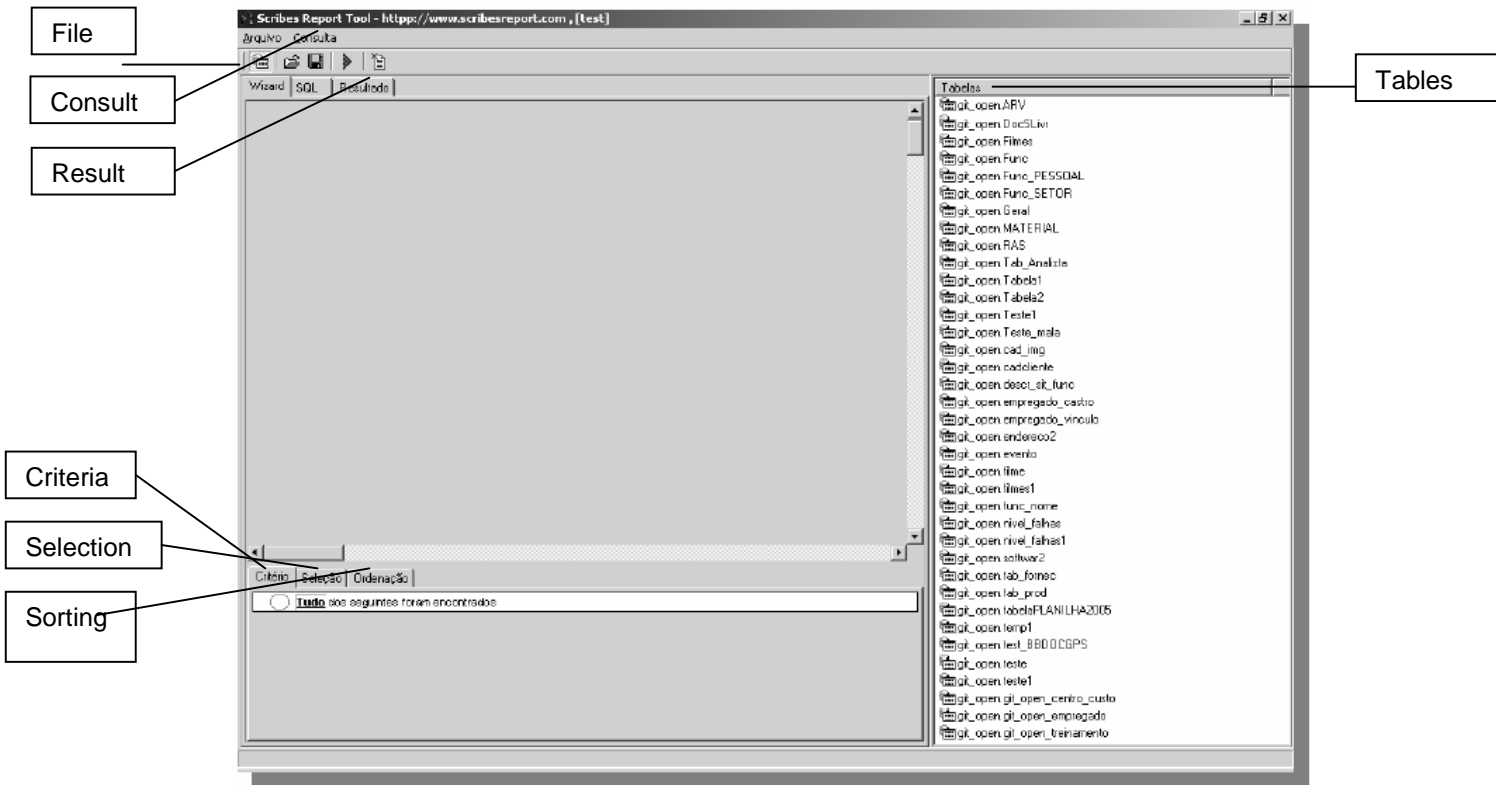 File
Consult
Result
Criteria
Selection
Sorting
Tables
Scribes Report Tool - httpp://www.scribesreport.com , [test]
Arquivo Consulta
Wizard SQL Resultado
Critério Seleção Ordenação
Tudo dos seguintes foram encontrados
Tabelas
git_open.ARV
git_open.DocSLivr
git_open.Filmes
git_open.Func
git_open.Func_PESSOAL
git_open.Func_SETOR
git_open.Geral
git_open.MATERIAL
git_open.RAS
git_open.Tab_Analista
git_open.Tabela1
git_open.Tabela2
git_open.Teste1
git_open.Teste_mala
git_open.cad_img
git_open.cadcliente
git_open.descr_sit_func
git_open.empregado_castro
git_open.empregado_vinculo
git_open.endereco2
git_open.evento
git_open.filme
git_open.filmes1
git_open.func_nome
git_open.nivel_falhas
git_open.nivel_falhas1
git_open.softwar2
git_open.tab_fornec
git_open.tab_prod
git_open.tabelaPLANILHA2005
git_open.temp1
git_open.test_BBDOCGPS
git_open.teste
git_open.teste1
git_open.git_open_centro_custo
git_open.git_open_empregado
git_open.git_open_treinamento